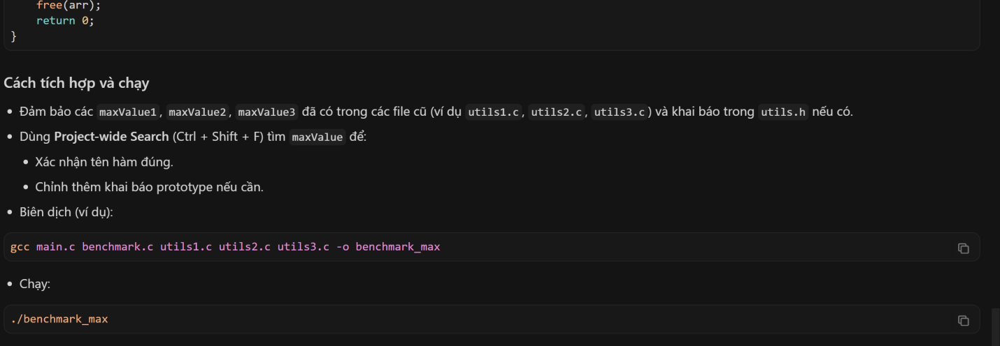 free(arr);
return 0;
}
Cách tích hợp và chạy
• Đảm bảo các maxValue1, maxValue2, maxValue3 đã có trong các file cũ (ví dụ utils1.c, utils2.c, utils3.c) và khai báo trong utils.h nếu có.
• Dùng Project-wide Search (Ctrl + Shift + F) tìm maxValue để:
• Xác nhận tên hàm đúng.
• Chỉnh thêm khai báo prototype nếu cần.
• Biên dịch (ví dụ):
gcc main.c benchmark.c utils1.c utils2.c utils3.c -o benchmark_max
• Chạy:
./benchmark_max